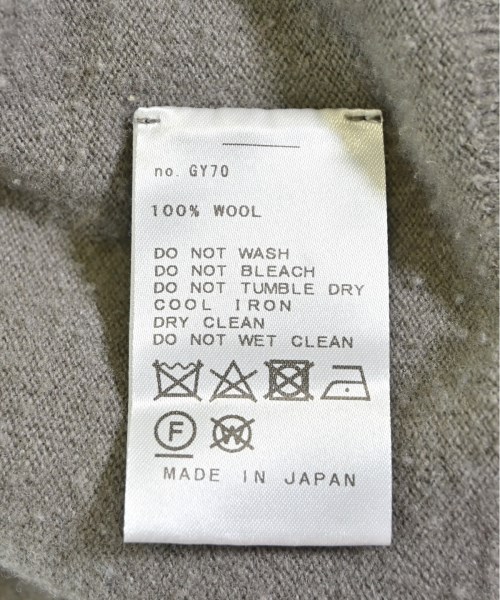 no. GY70
100% WOOL
DO NOT WASH
DO NOT BLEACH
DO NOT TUMBLE DRY
COOL IRON
DRY CLEAN
DO NOT WET CLEAN
F W
MADE IN JAPAN